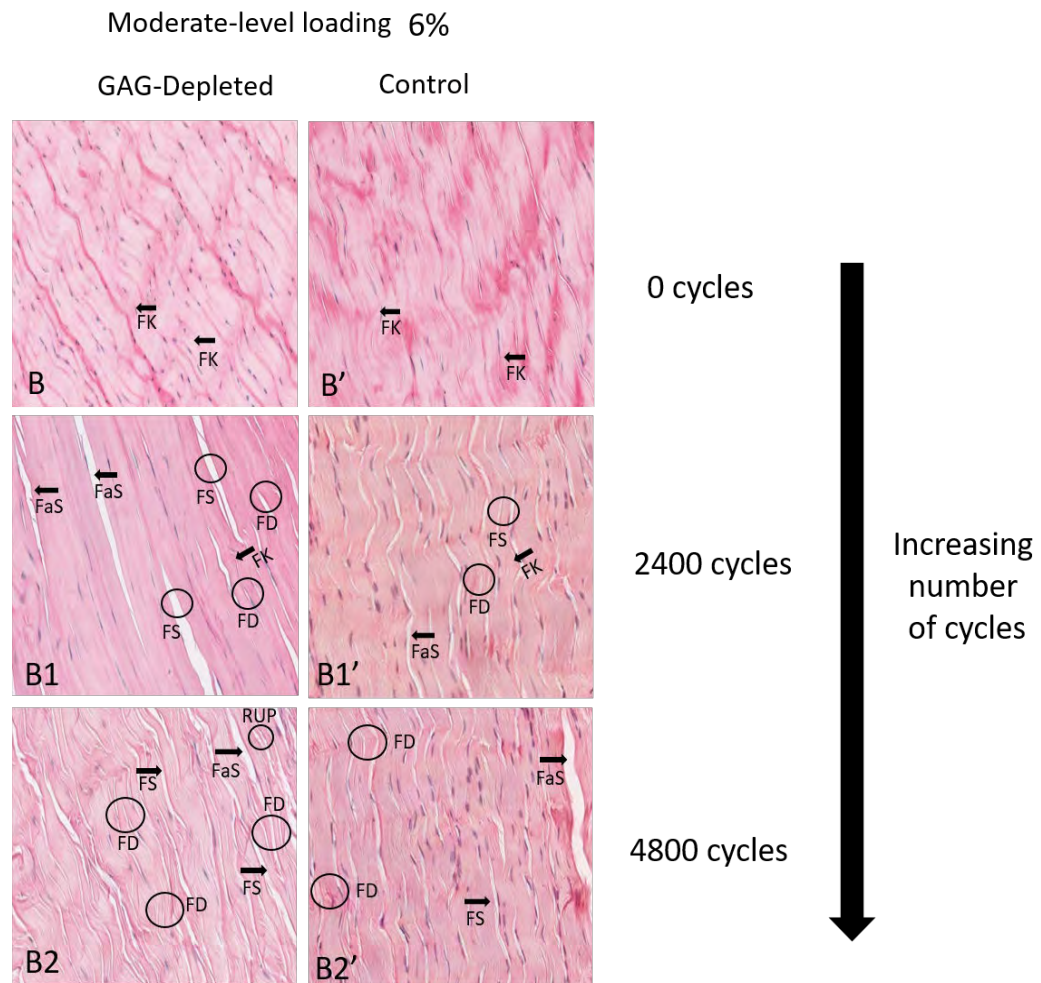 Moderate-level loading 6%
GAG-Depleted
Control
FK
FK
B
FK
FK
B’
0 cycles
FaS
FaS
FS
FD
FK
FD
FS
B1
FS
FK
FD
FaS
B1’
2400 cycles
Increasing
number
of cycles
RUP
FaS
FS
FD
FD
FS
FD
B2
FD
FaS
FD
FS
B2’
4800 cycles